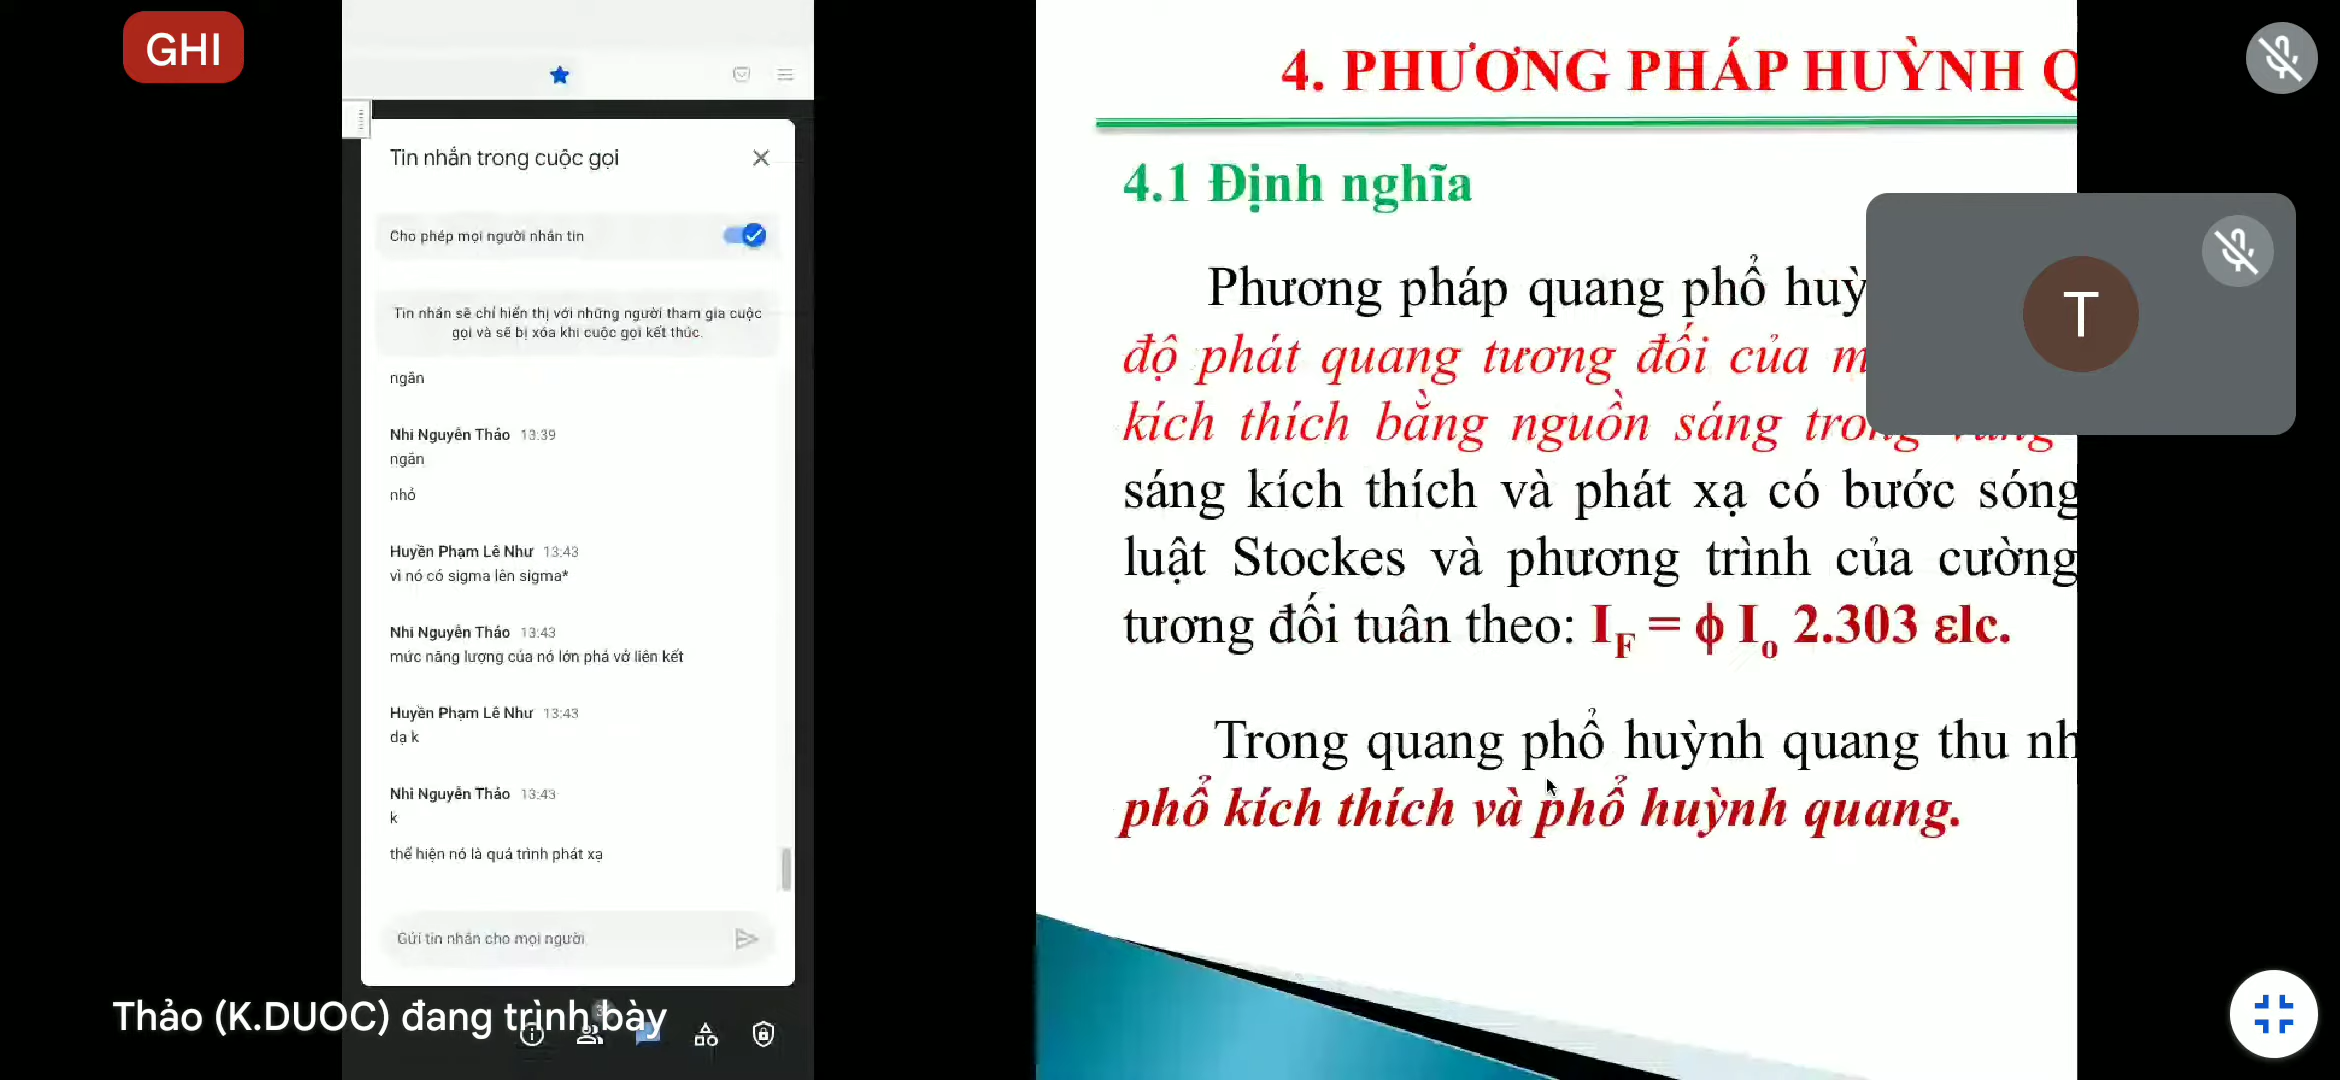 GHI
Tin nhắn trong cuộc gọi
Cho phép mọi người nhắn tin
Tin nhắn sẽ chỉ hiển thị với những người tham gia cuộc
gọi và sẽ bị xóa khi cuộc gọi kết thúc.
ngắn
Nhi Nguyễn Thảo 13:39
ngăn
nhỏ
Huyền Phạm Lê Như 13:43
vì nó có sigma lên sigma*
Nhi Nguyễn Thảo 13:43
mức năng lượng của nó lớn phá vỡ liên kết
Huyền Phạm Lê Như 13:43
dạ k
Nhi Nguyễn Thảo 13:43
k
thể hiện nó là quá trình phát xạ
Gửi tin nhắn cho mọi người
Thảo (K.DUOC) đang trình bày
4. PHƯƠNG PHÁP HUỲNH Q
4.1 Định nghĩa
Phương pháp quang phổ huỳ
độ phát quang tương đối của m
kích thích bằng nguồn sáng trong vùng
sáng kích thích và phát xạ có bước sóng
luật Stockes và phương trình của cường
tương đối tuân theo: I_F = ϕ I_o 2.303 εlc.
Trong quang phổ huỳnh quang thu nh
phổ kích thích và phổ huỳnh quang.
T